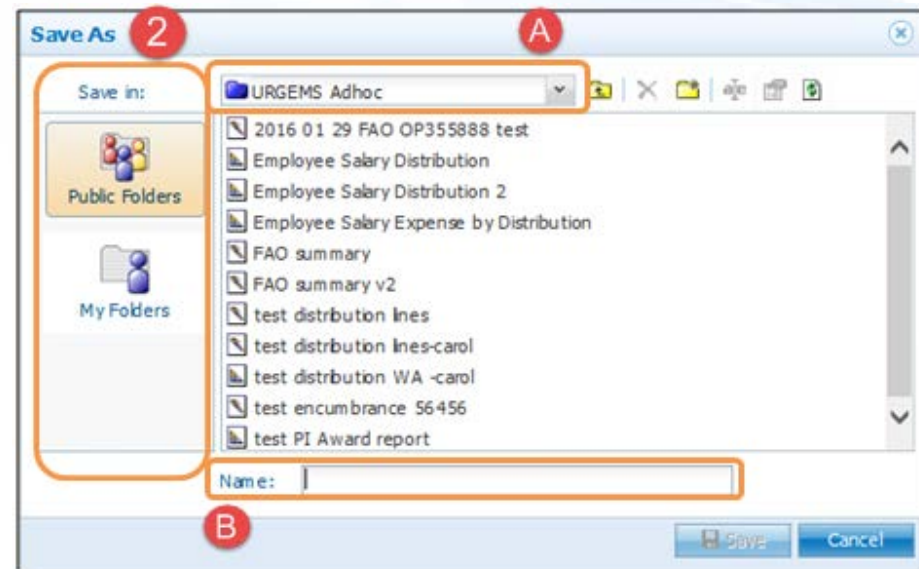 Save As 2 A
Save in:
URGEMS Adhoc
Public Folders
My Folders
2016 01 29 FAO OP355888 test
Employee Salary Distribution
Employee Salary Distribution 2
Employee Salary Expense by Distribution
FAO summary
FAO summary v2
test distribution lines
test distribution lines-carol
test distribution WA -carol
test encumbrance 56456
test PI Award report
Name:
B
Save Cancel